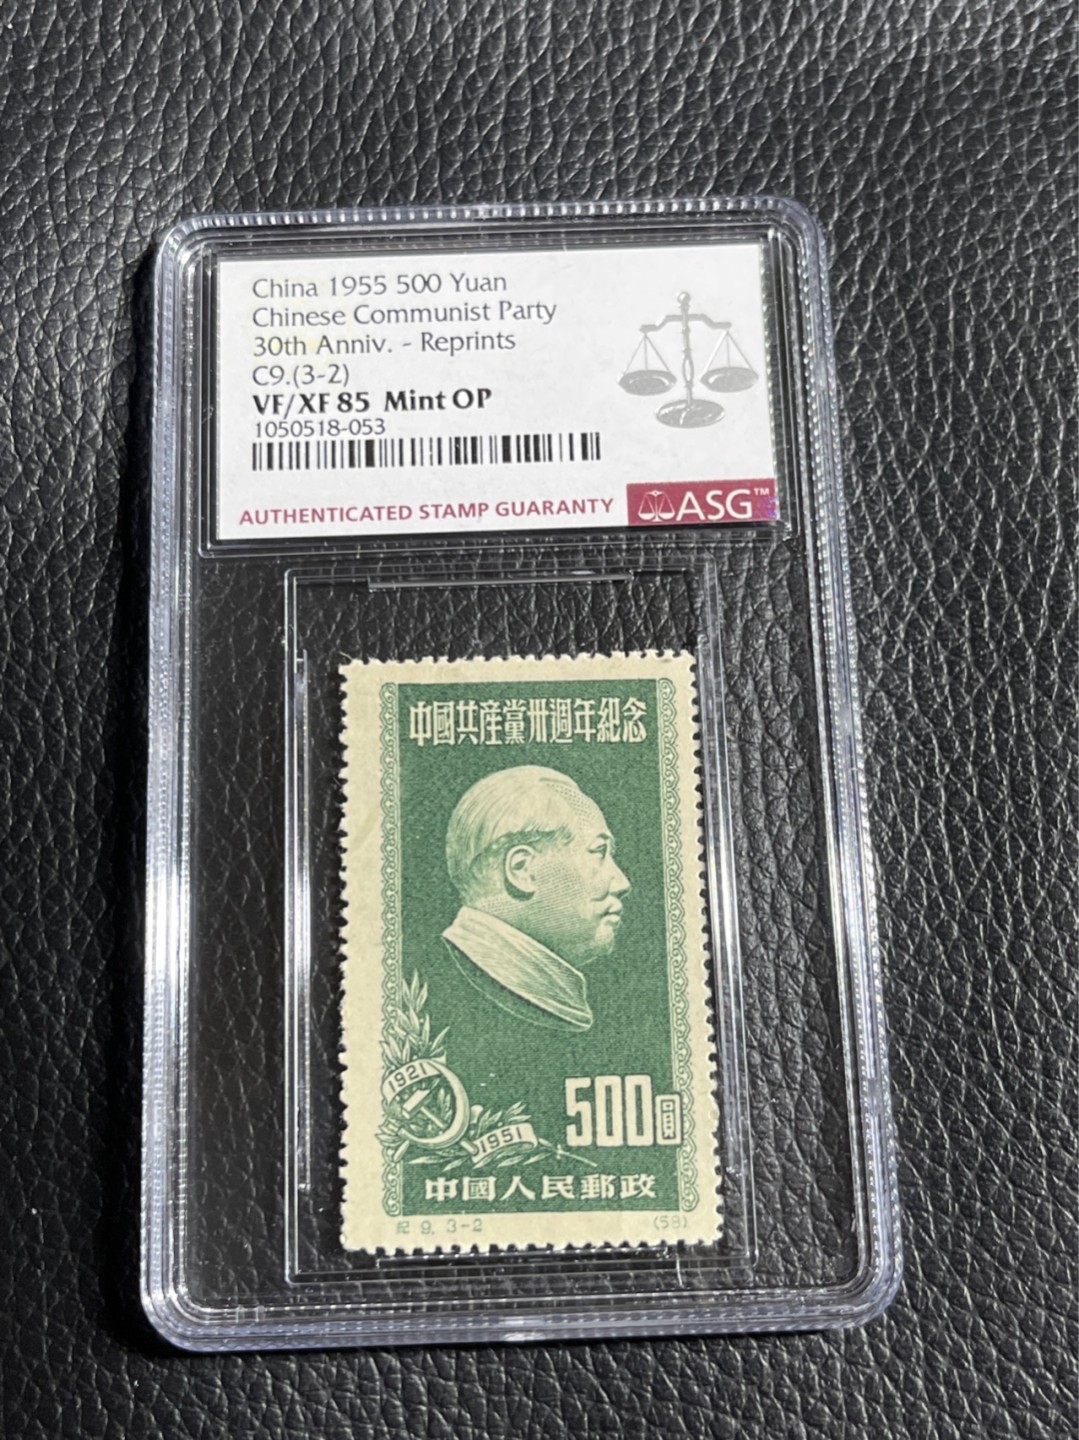 China 1955 500 Yuan
Chinese Communist Party
30th Anniv. - Reprints
C9.(3-2)
VF/XF 85 Mint OP
1050518-053
AUTHENTICATED STAMP GUARANTY
ASG™
中國共産黨卅週年紀念
1921
1951
500圓
中國人民郵政
紀 9. 3-2
(58)